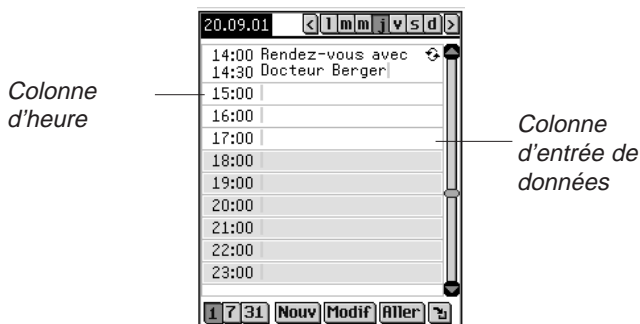 20.09.01 < l m m j v s d >
14:00 Rendez-vous avec
14:30 Docteur Berger
15:00
16:00
17:00
18:00
19:00
20:00
21:00
22:00
23:00
1 7 31 Nouv Modif Aller
Colonne
d'heure
Colonne
d'entrée de
données